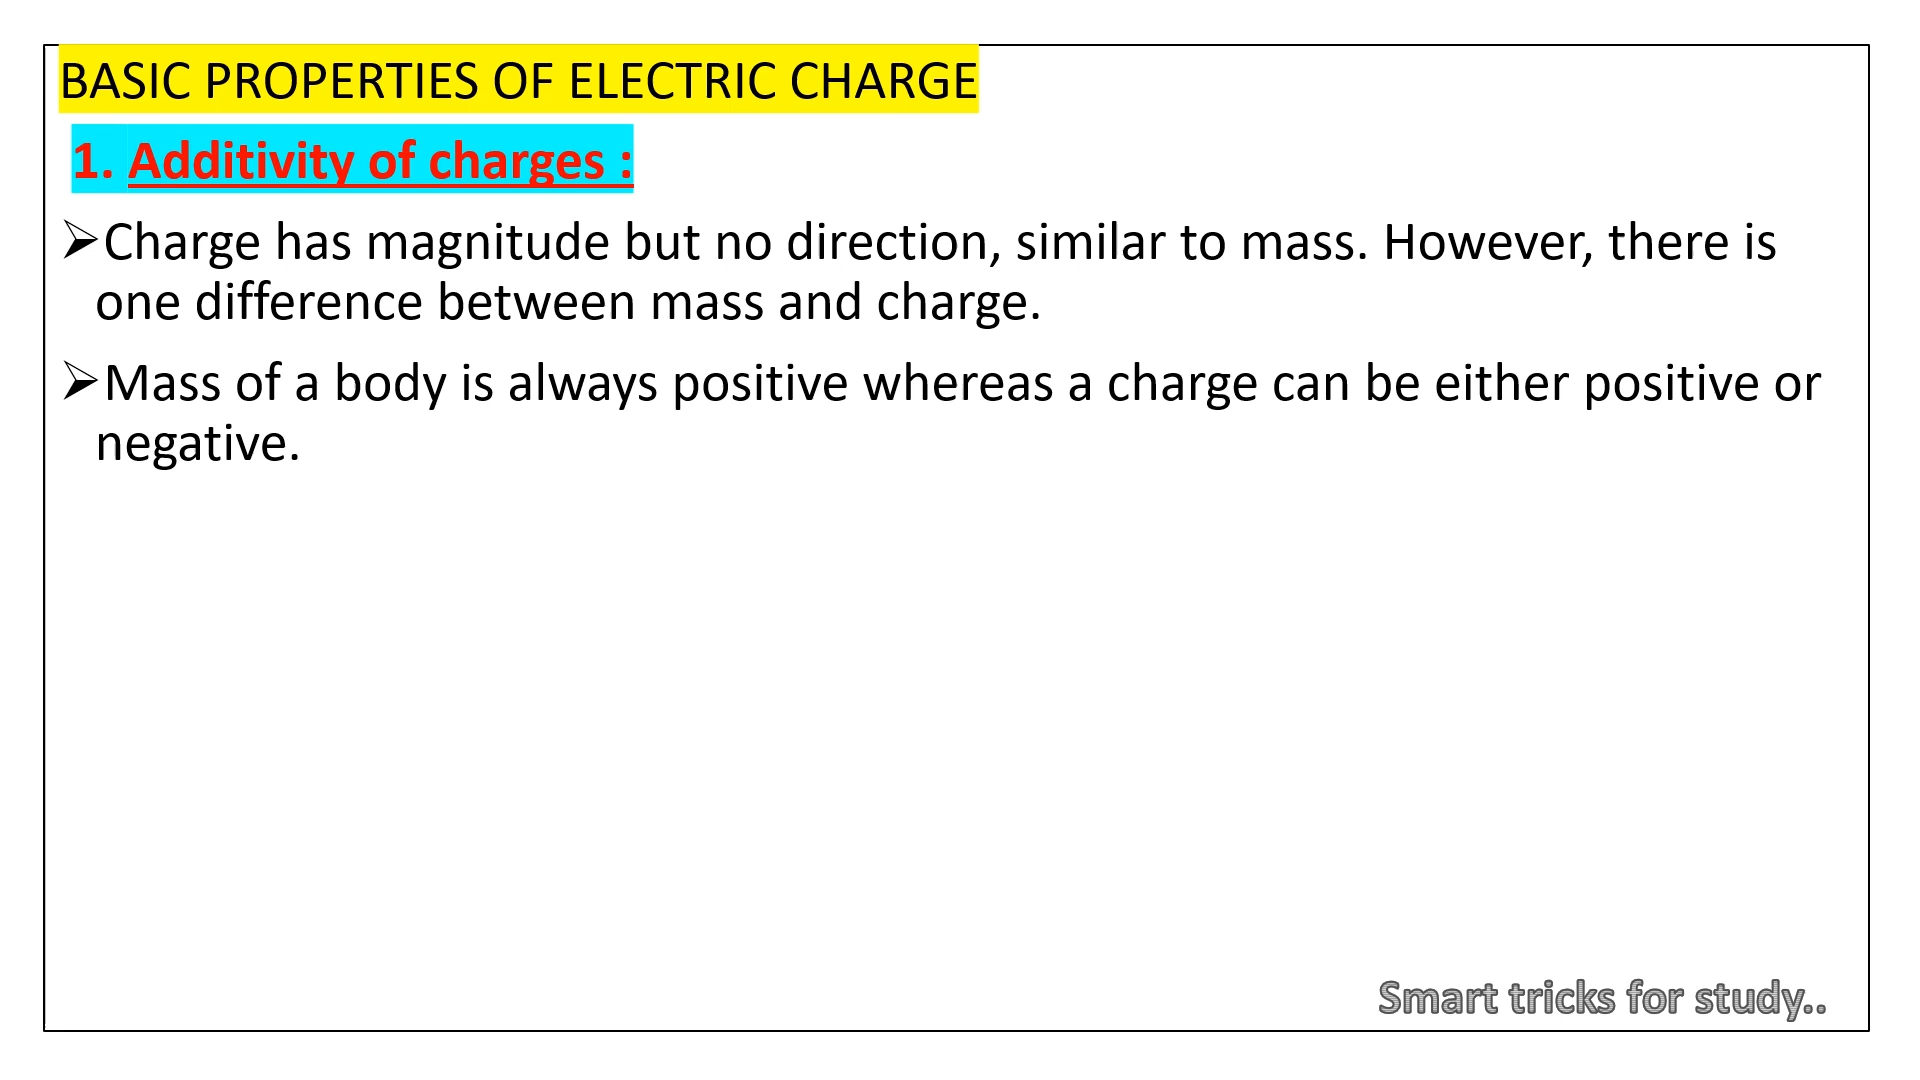 BASIC PROPERTIES OF ELECTRIC CHARGE
1. Additivity of charges :
➢Charge has magnitude but no direction, similar to mass. However, there is
one difference between mass and charge.
➢Mass of a body is always positive whereas a charge can be either positive or
negative.
Smart tricks for study..